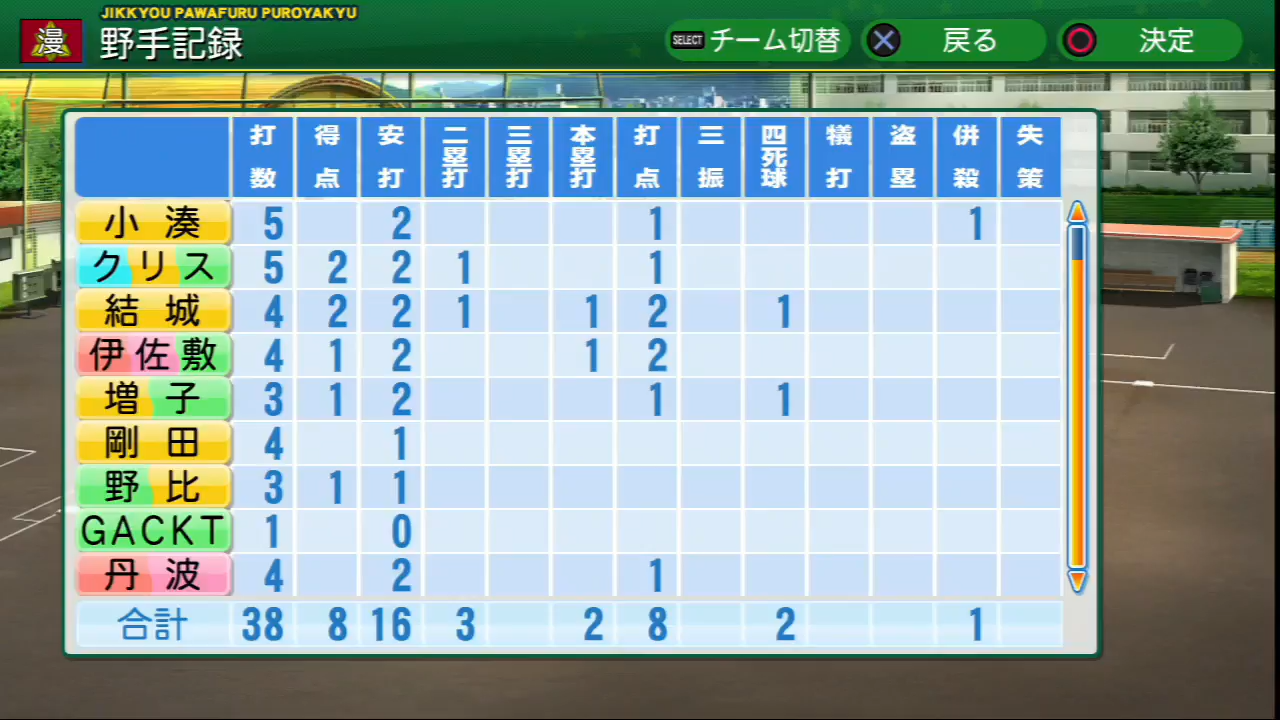 JIKKYOU PAWAFURU PUROYAKYU
漫 野手記録 SELECT チーム切替 戻る 決定
打数 得点 安打 二塁打 三塁打 本塁打 打点 三振 四死球 犠打 盗塁 併殺 失策
小湊 5 2 1 1
クリス 5 2 2 1 1
結城 4 2 2 1 1 2 1
伊佐敷 4 1 2 1 2
増子 3 1 2 1 1
剛田 4 1
野比 3 1 1
GACKT 1 0
丹波 4 2 1
合計 38 8 16 3 2 8 2 1